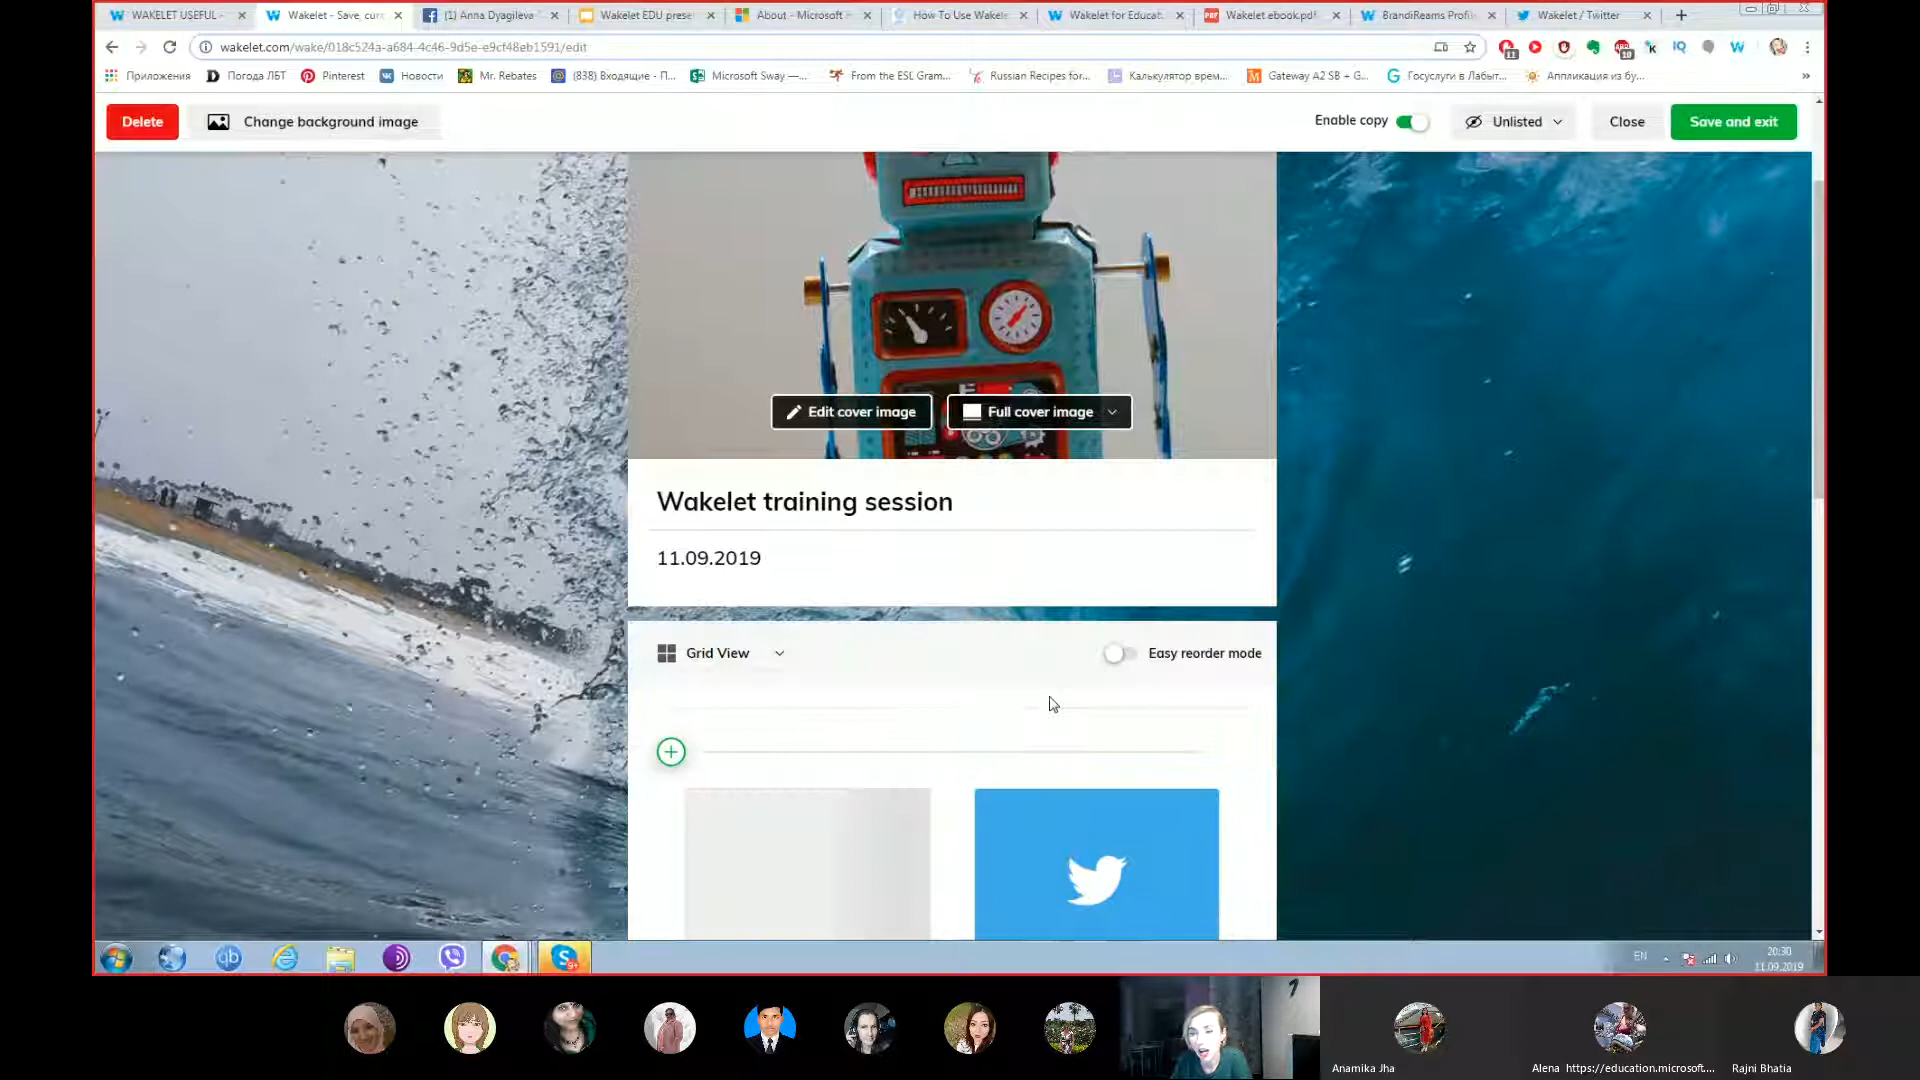 WAKELET USEFUL -
Wakelet - Save, cur
(1) Anna Dyagileva
Wakelet EDU prese
About - Microsoft
How To Use Wakele
Wakelet for Educat
Wakelet.ebook.pdf
BrandiReams Profil
Wakelet / Twitter
wakelet.com/wake/018c524a-a684-4c46-9d5e-e9cf48eb1591/edit
Приложения
Погода ЛБТ
Pinterest
Новости
Mr. Rebates
(838) Входящие - П...
Microsoft Sway —...
From the ESL Gram...
Russian Recipes for...
Калькулятор врем...
Gateway A2 SB + G...
Госуслуги в Лабыт...
Аппликация из бу...
Delete
Change background image
Enable copy
Unlisted
Close
Save and exit
Edit cover image
Full cover image
Wakelet training session
11.09.2019
Grid View
Easy reorder mode
EN
20:30
11.09.2019
Anamika Jha
Alena https://education.microsoft....
Rajni Bhatia